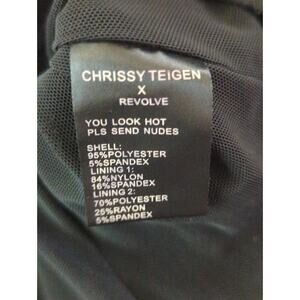 CHRISSY TEIGEN
X
REVOLVE
YOU LOOK HOT
PLS SEND NUDES
SHELL:
95%POLYESTER
5%SPANDEX
LINING 1:
84%NYLON
16%SPANDEX
LINING 2:
70%POLYESTER
25%RAYON
5%SPANDEX